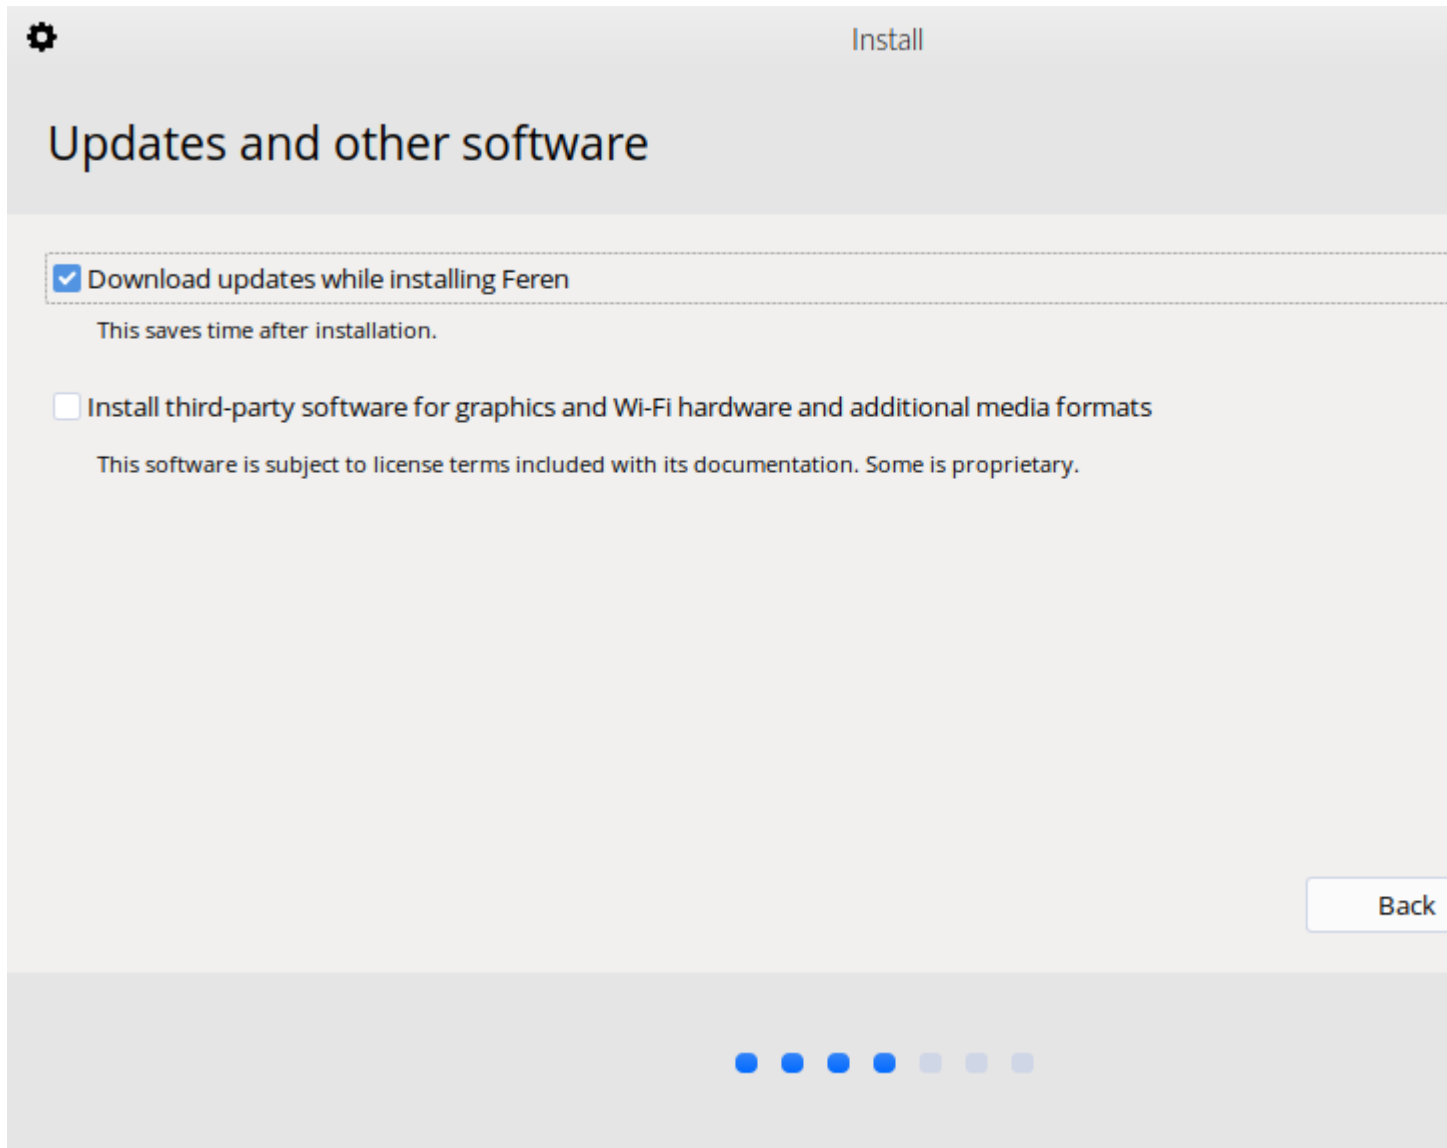 Install
Updates and other software
Download updates while installing Feren
This saves time after installation.
Install third-party software for graphics and Wi-Fi hardware and additional media formats
This software is subject to license terms included with its documentation. Some is proprietary.
Back